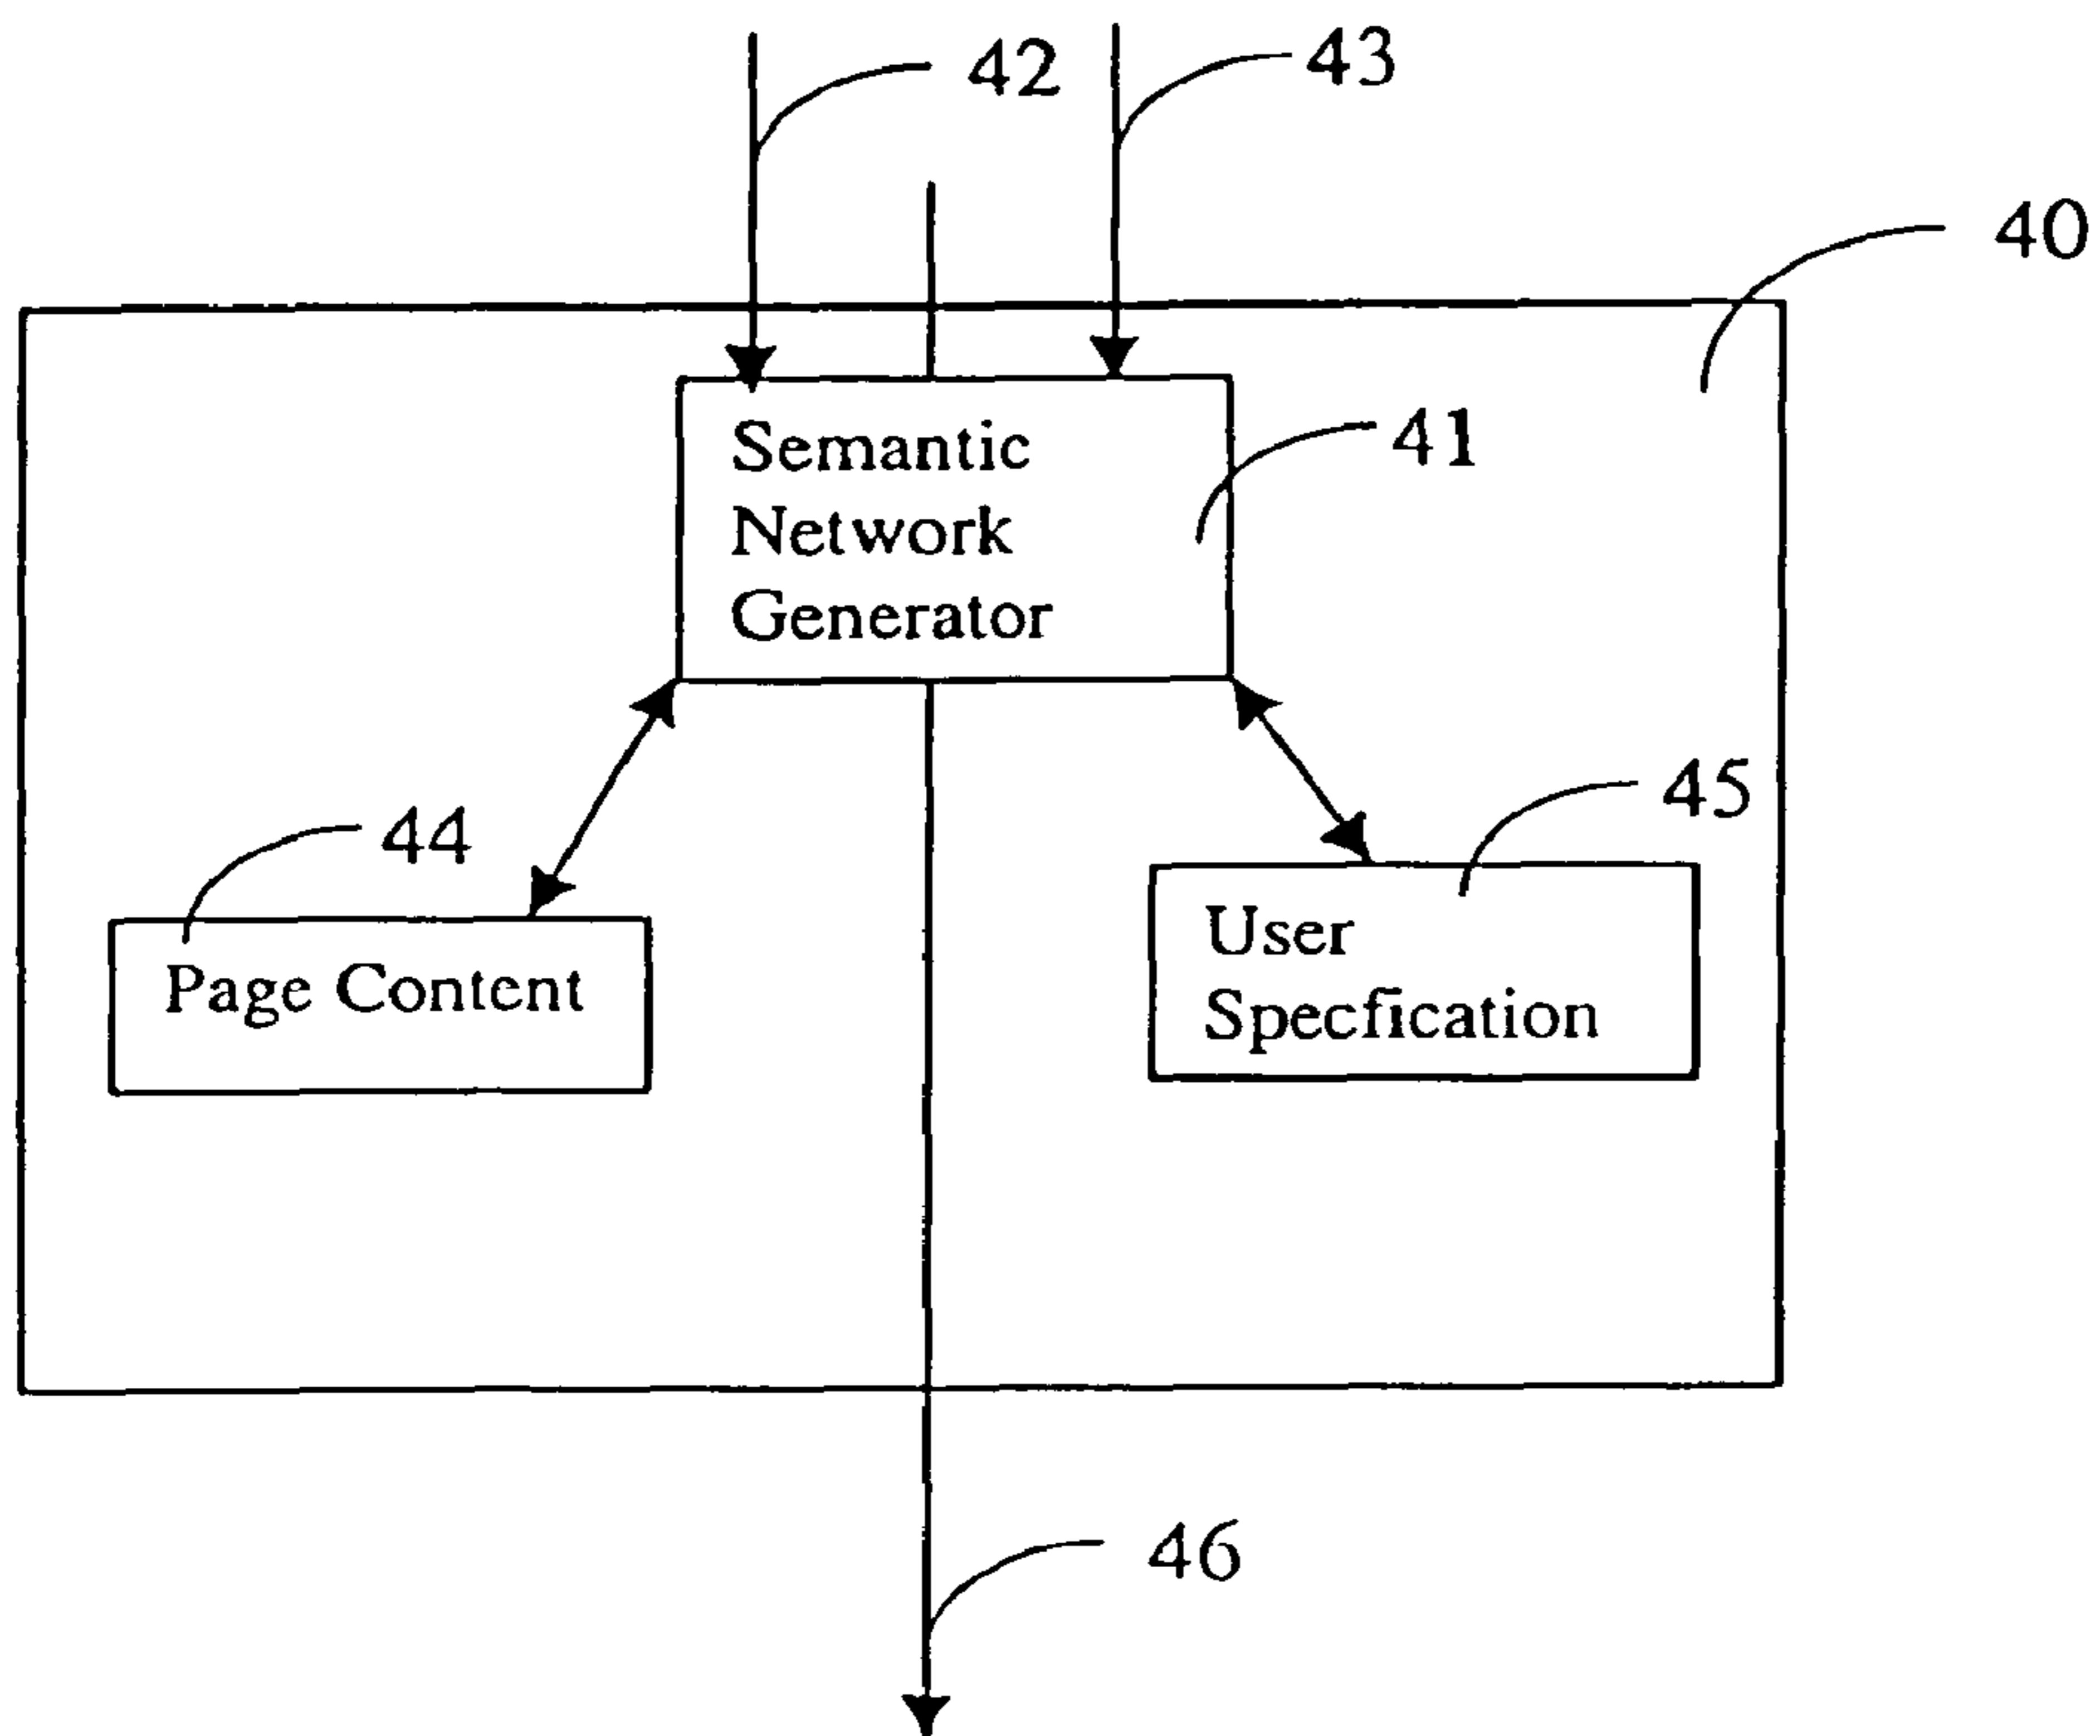 42
43
40
Semantic
Network
Generator
41
44
45
Page Content
User
Specfication
46